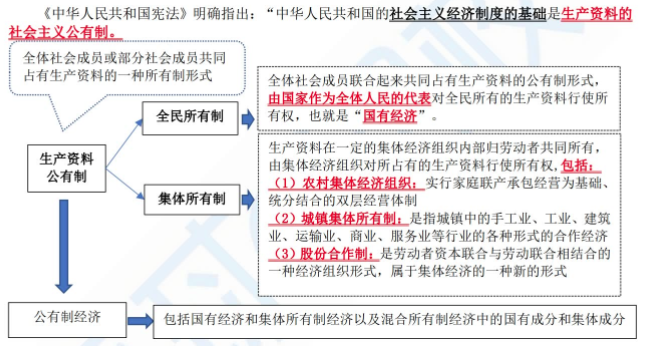 《中华人民共和国宪法》明确指出：“中华人民共和国的社会主义经济制度的基础是生产资料的
社会主义公有制。
全体社会成员或部分社会成员共同
占有生产资料的一种所有制形式
生产资料
公有制
全民所有制
全体社会成员联合起来共同占有生产资料的公有制形式，
由国家作为全体人民的代表对全民所有的生产资料行使所
有权，也就是“国有经济”。
集体所有制
生产资料在一定的集体经济组织内部归劳动者共同所有，
由集体经济组织对所占有的生产资料行使所有权,包括：
（1）农村集体经济组织：实行家庭联产承包经营为基础、
统分结合的双层经营体制
（2）城镇集体所有制：是指城镇中的手工业、工业、建筑
业、运输业、商业、服务业等行业的各种形式的合作经济
（3）股份合作制：是劳动者资本联合与劳动联合相结合的
一种经济组织形式，属于集体经济的一种新的形式
公有制经济
包括国有经济和集体所有制经济以及混合所有制经济中的国有成分和集体成分